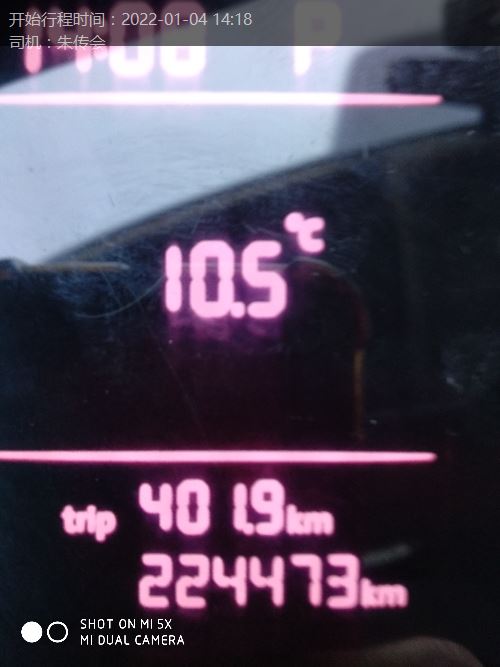 开始行程时间：2022-01-04 14:18
司机：朱传会
P
10.5°C
trip 401.9km
224473km
SHOT ON MI 5X
MI DUAL CAMERA